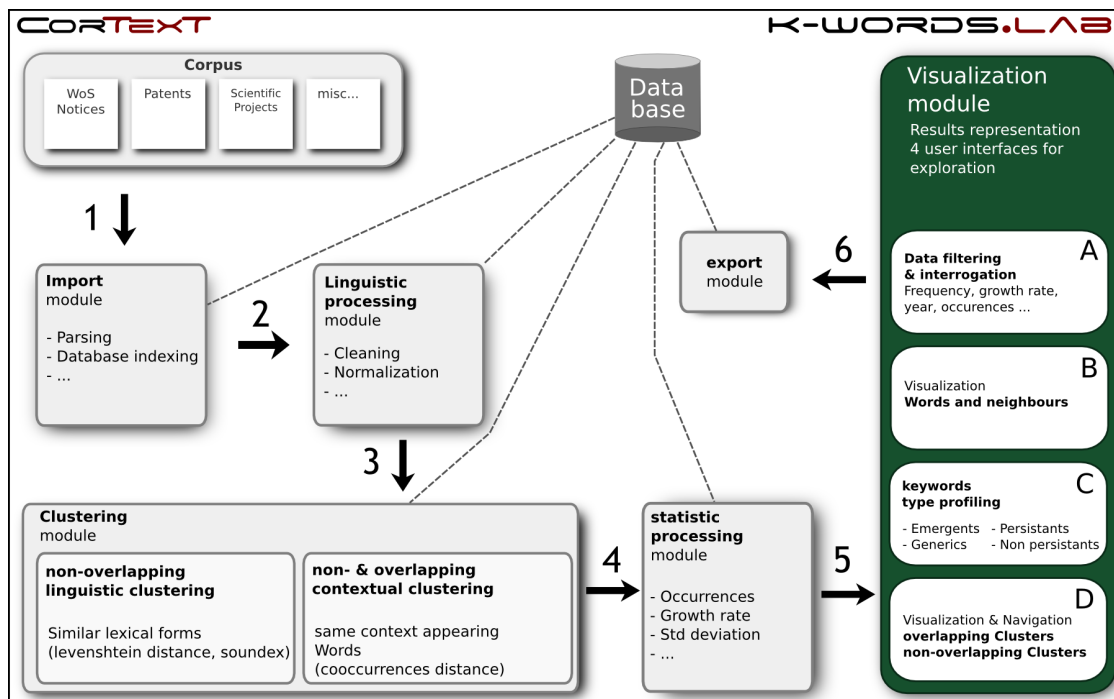 CorTexT
K-WORDS.LAB
Corpus
WoS
Notices
Patents
Scientific
Projects
misc...
Data
base
Visualization
module
Results representation
4 user interfaces for
exploration
1
Import
module
- Parsing
- Database indexing
- ...
2
Linguistic
processing
module
- Cleaning
- Normalization
- ...
export
module
6
A
Data filtering
& interrogation
Frequency, growth rate,
year, occurences ...
B
Visualization
Words and neighbours
3
C
keywords
type profiling
- Emergents - Persistants
- Generics - Non persistants
Clustering
module
non-overlapping
linguistic clustering
Similar lexical forms
(levenshtein distance, soundex)
non- & overlapping
contextual clustering
same context appearing
Words
(cooccurrences distance)
4
statistic
processing
module
- Occurrences
- Growth rate
- Std deviation
- ...
5
D
Visualization & Navigation
overlapping Clusters
non-overlapping Clusters